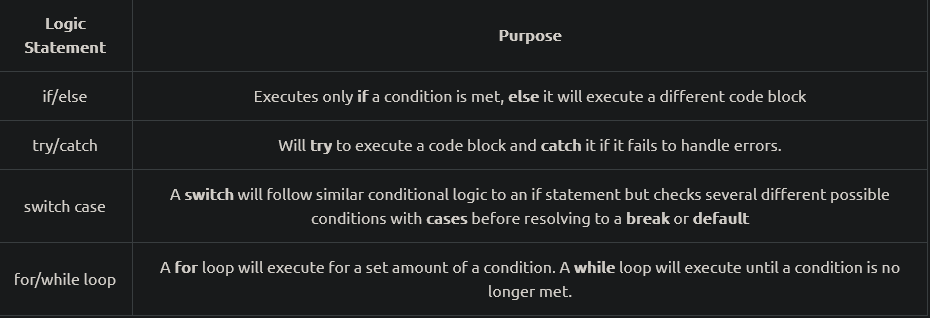 Logic
Statement
Purpose
if/else
Executes only if a condition is met, else it will execute a different code block
try/catch
Will try to execute a code block and catch it if it fails to handle errors.
switch case
A switch will follow similar conditional logic to an if statement but checks several different possible
conditions with cases before resolving to a break or default
for/while loop
A for loop will execute for a set amount of a condition. A while loop will execute until a condition is no
longer met.